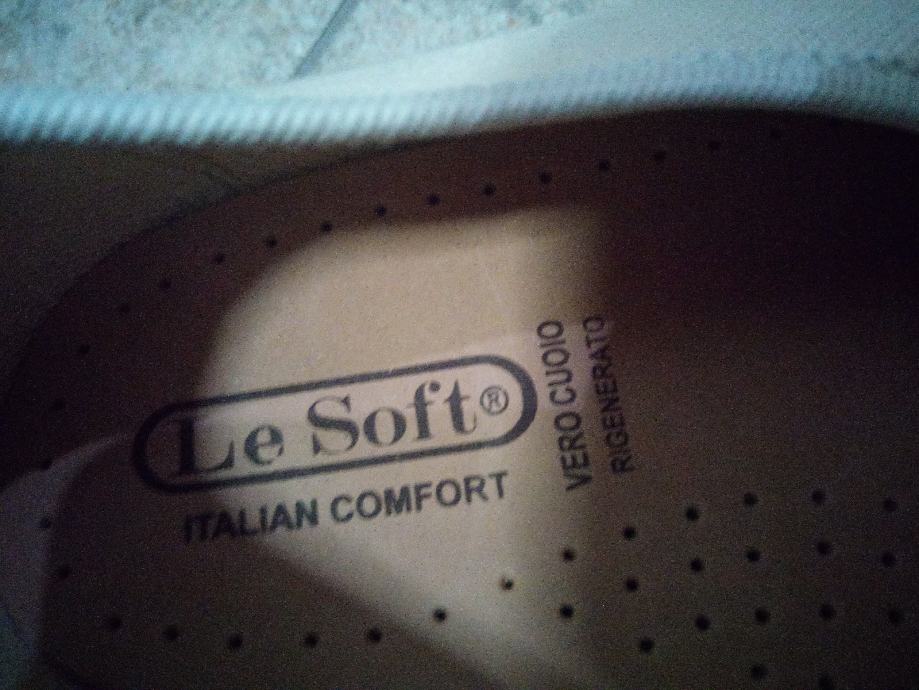 Le Soft®
ITALIAN COMFORT
VERO CUOIO
RIGENERATO